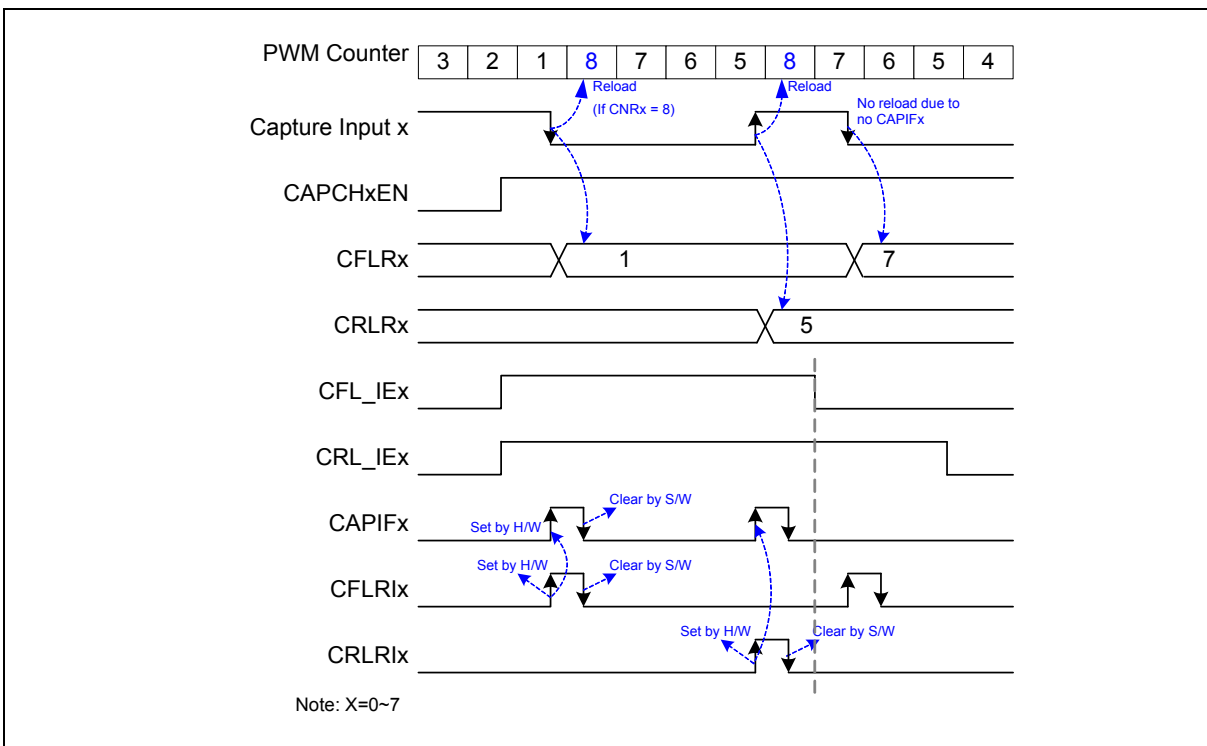 PWM Counter 3 2 1 8 7 6 5 8 7 6 5 4
Reload
(If CNRx = 8)
Reload
No reload due to
no CAPIFx
Capture Input x
CAPCHxEN
CFLRx 1 7
CRLRx 5
CFL_IEx
CRL_IEx
Clear by S/W
CAPIFx Set by H/W
Set by H/W Clear by S/W
CFLRIx
Set by H/W Clear by S/W
CRLRIx
Note: X=0~7